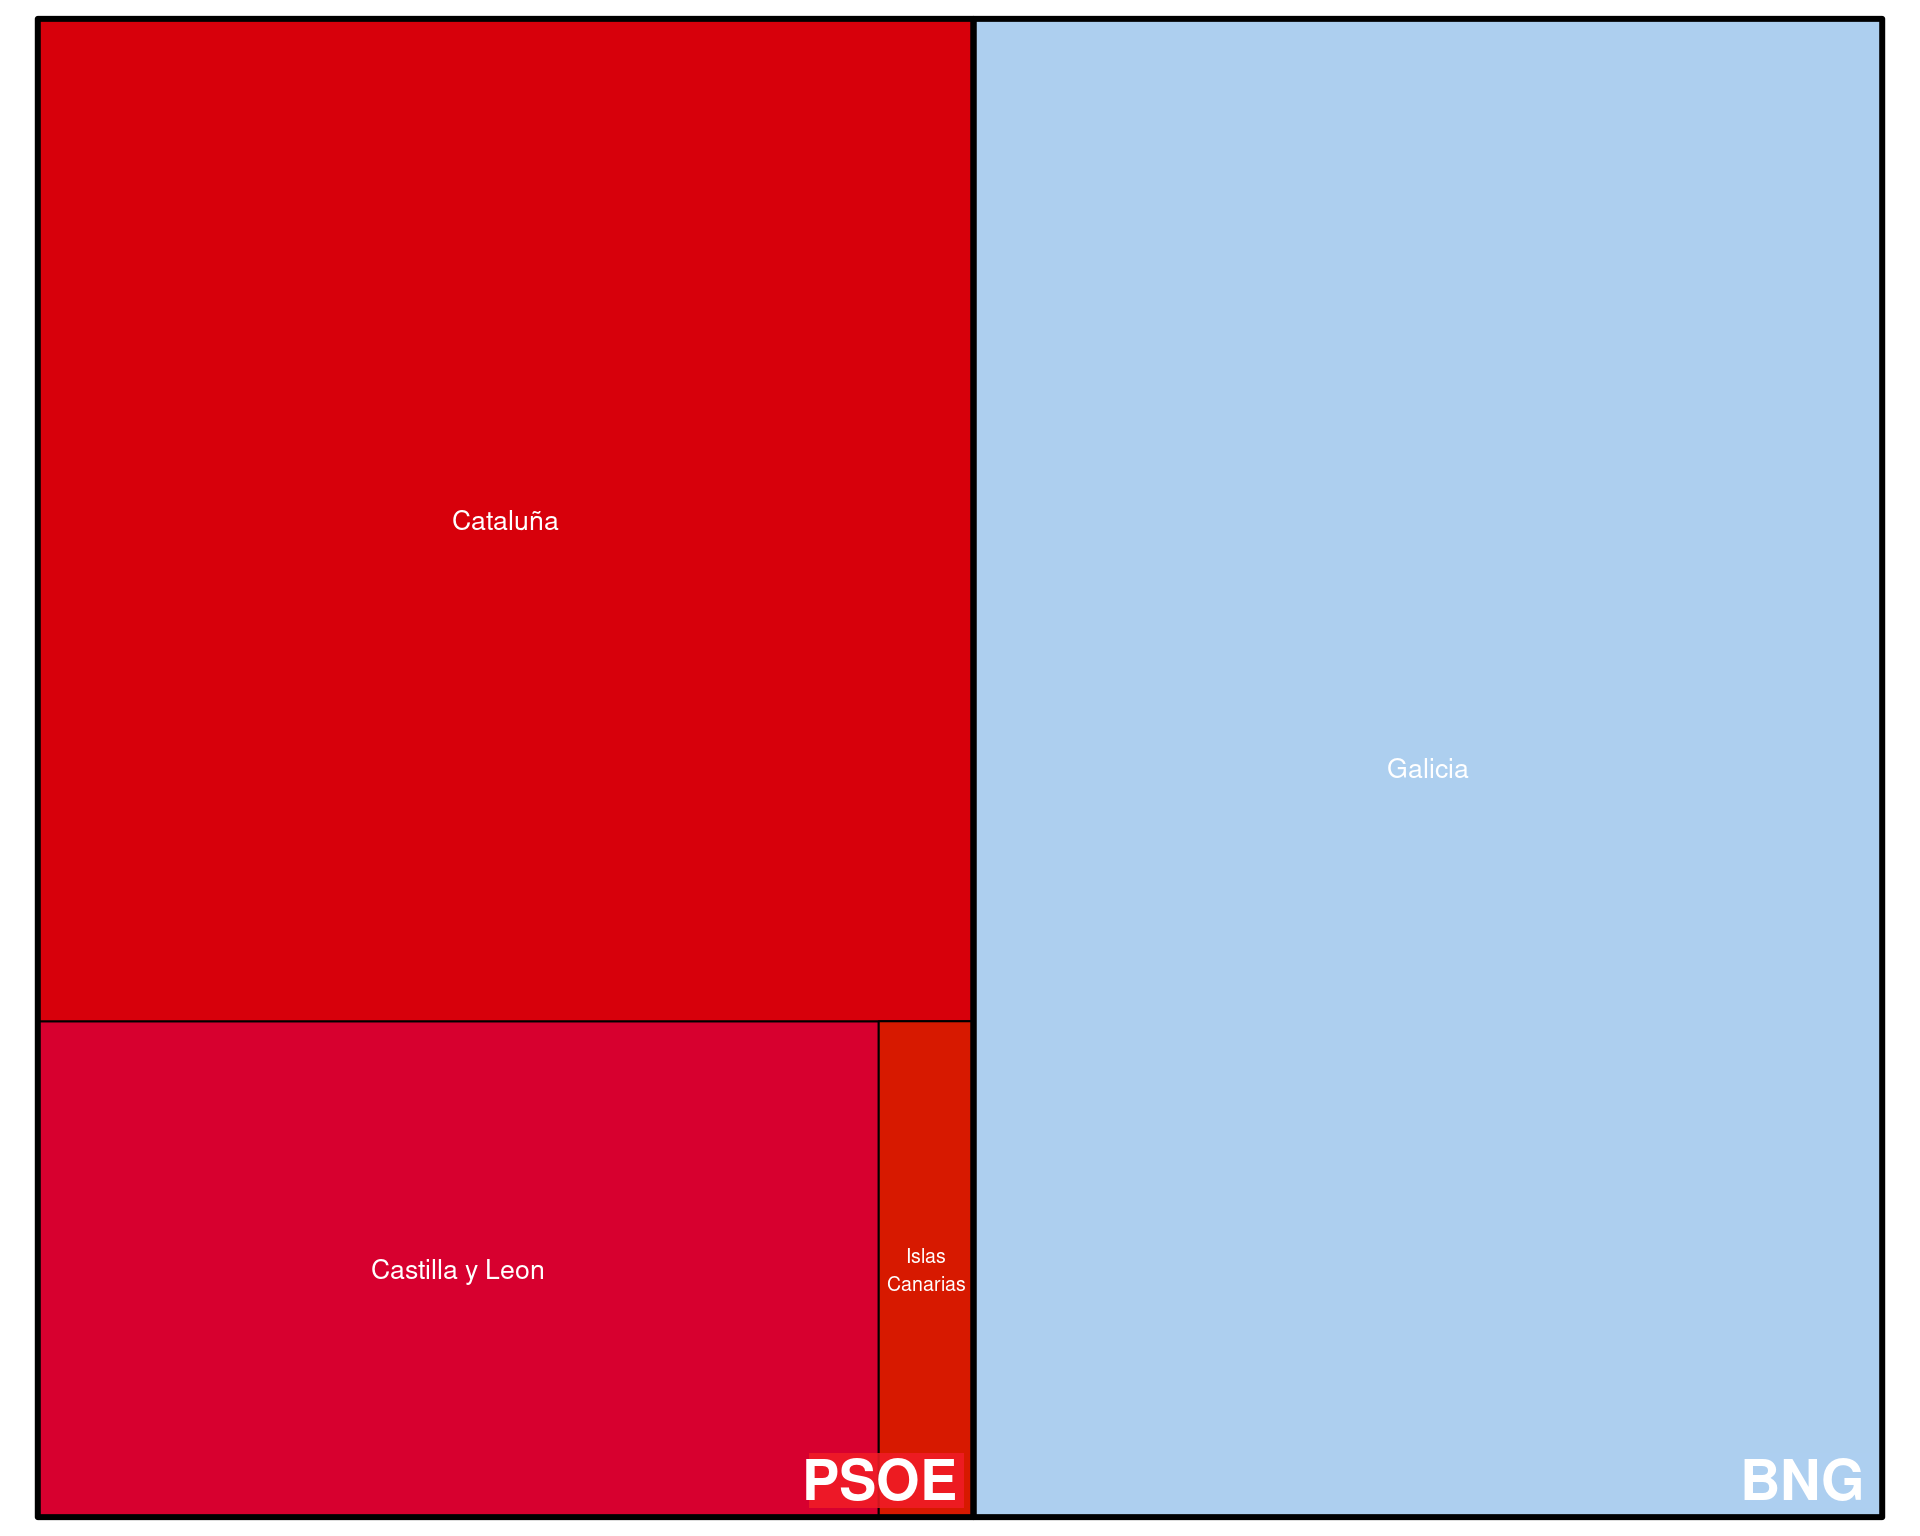 Cataluña
Galicia
Castilla y Leon
Islas
Canarias
PSOE
BNG